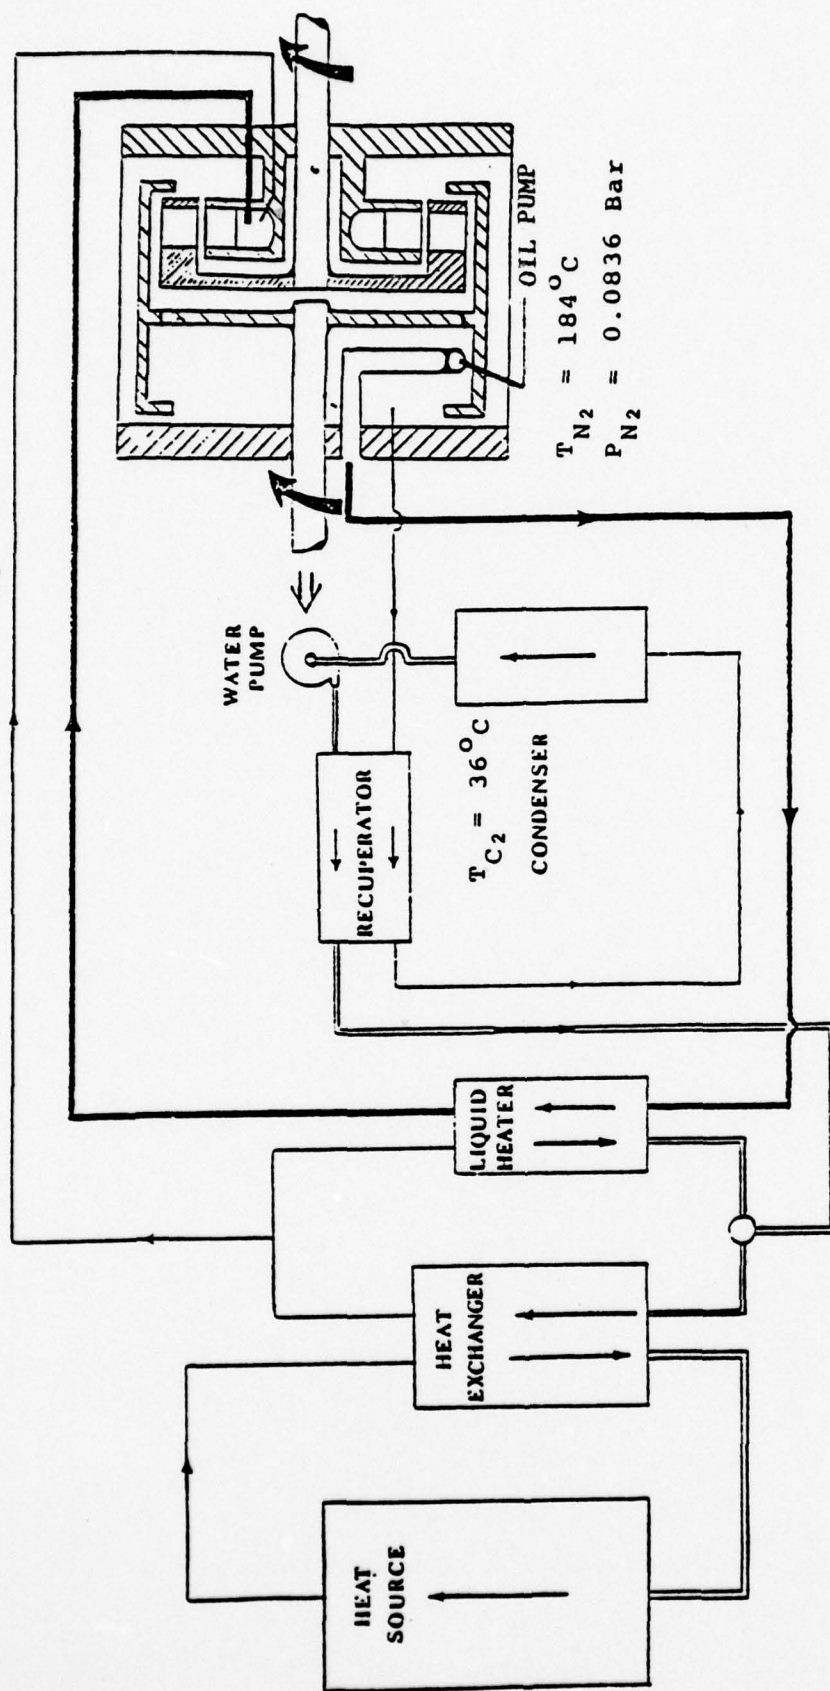 HEAT
SOURCE
HEAT
EXCHANGER
LIQUID
HEATER
RECUPERATOR
WATER
PUMP
T_C2 = 36°C
CONDENSER
OIL PUMP
T_N2 = 184°C
P_N2 = 0.0836 Bar